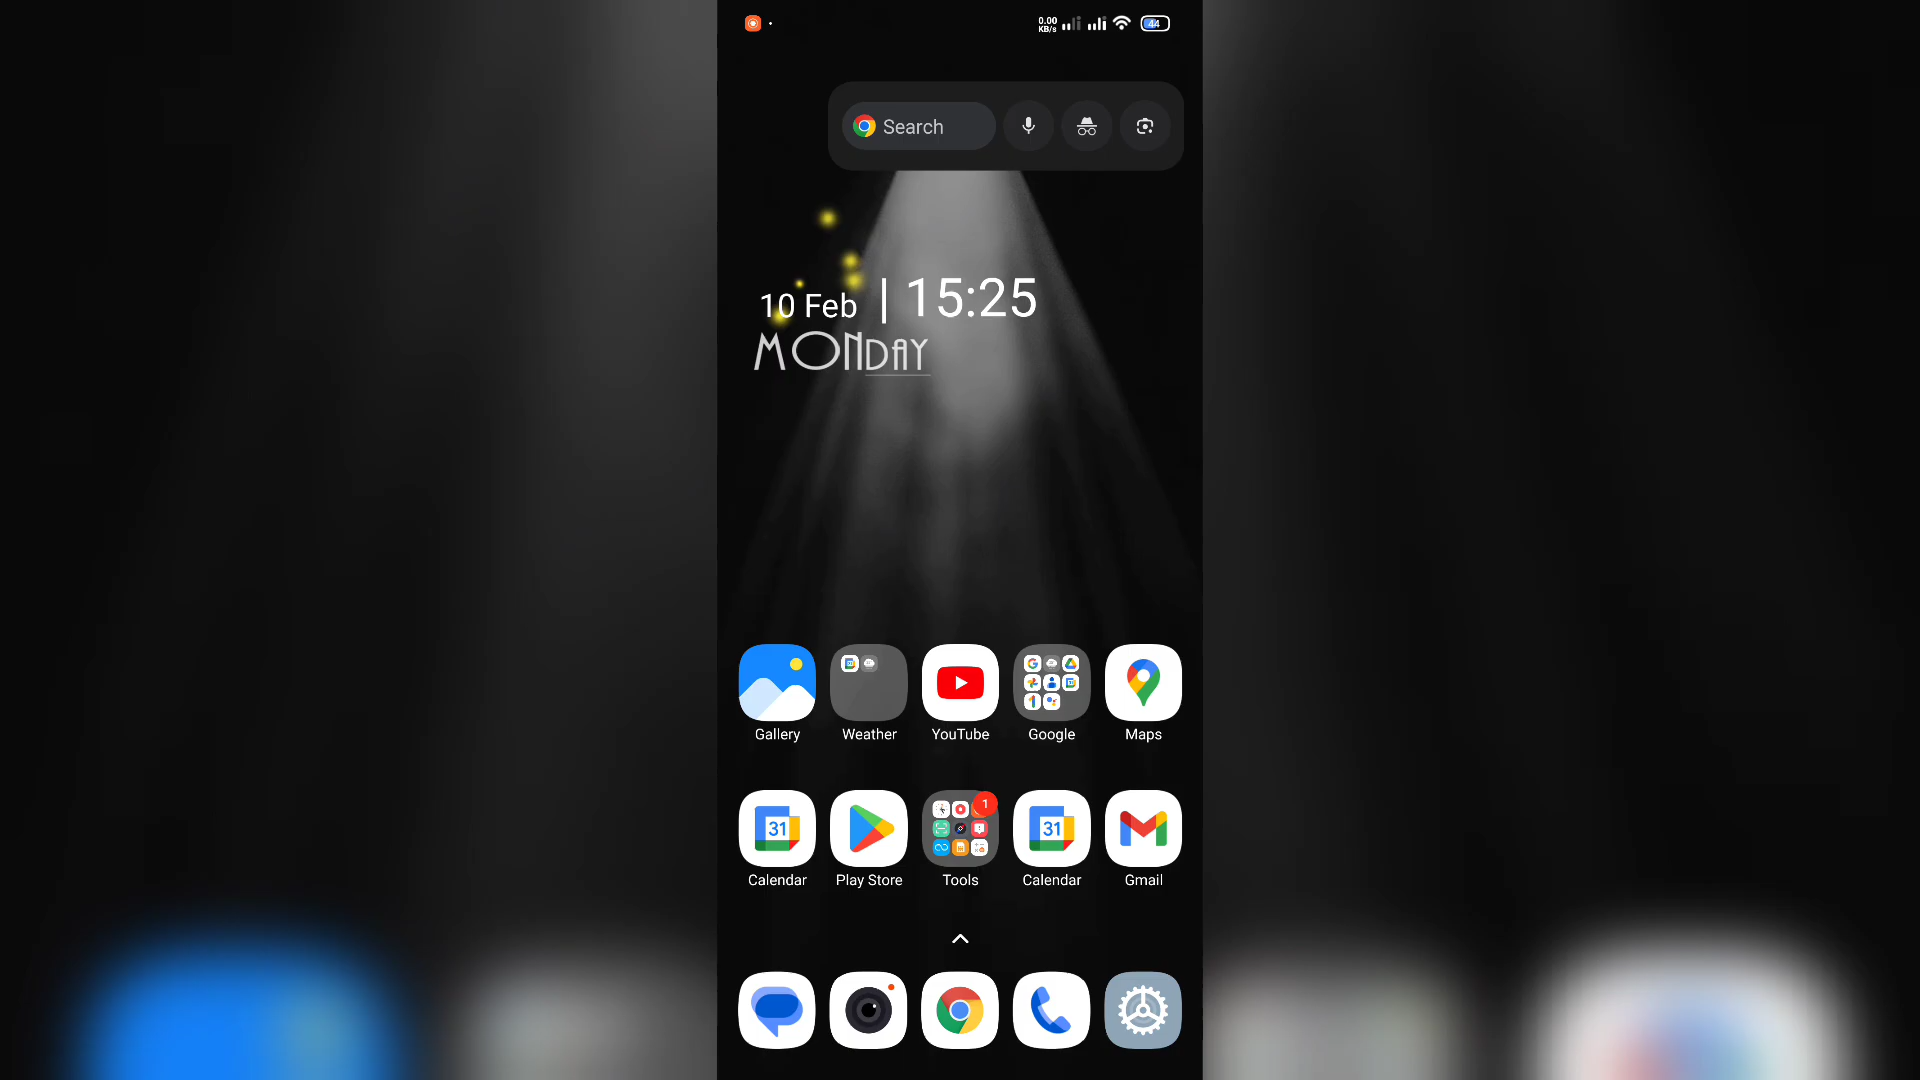 0.00
KB/s
44
Search
10 Feb | 15:25
MONDAY
Gallery
Weather
YouTube
Google
Maps
31
Calendar
Play Store
1
Tools
31
Calendar
Gmail